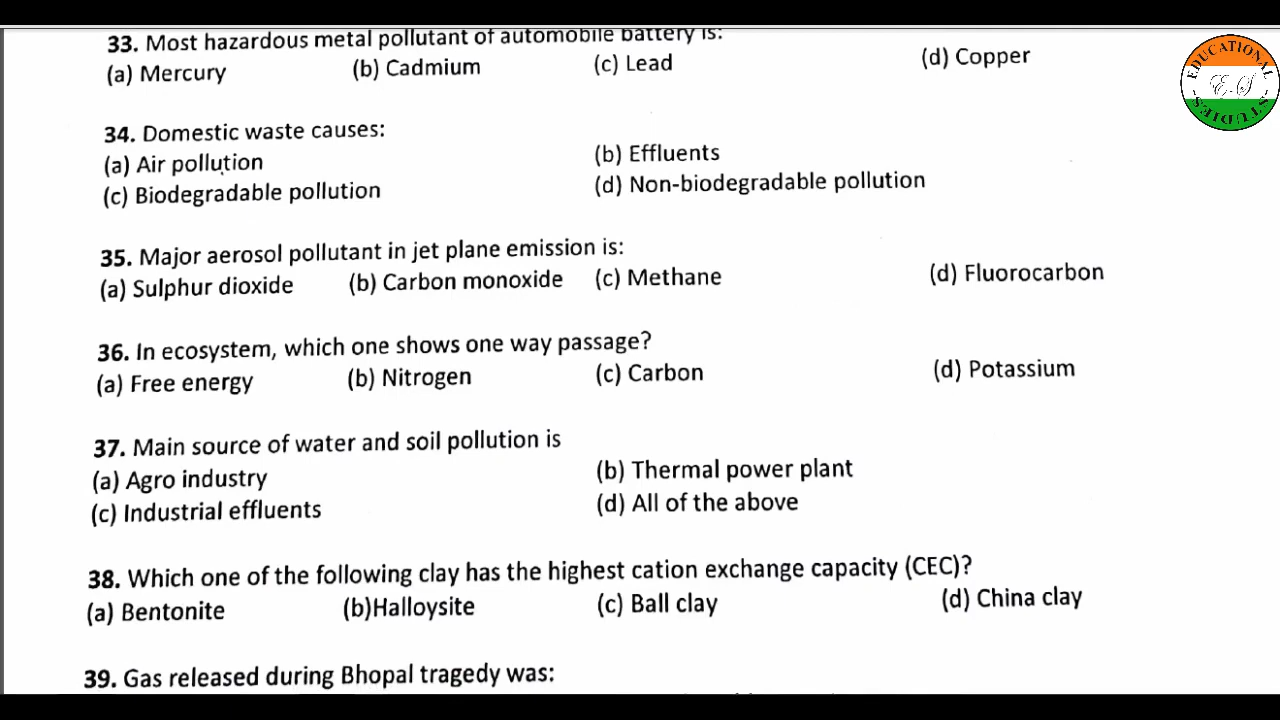 33. Most hazardous metal pollutant of automobile battery is:
(a) Mercury (b) Cadmium (c) Lead (d) Copper
34. Domestic waste causes:
(a) Air pollution (b) Effluents
(c) Biodegradable pollution (d) Non-biodegradable pollution
35. Major aerosol pollutant in jet plane emission is:
(a) Sulphur dioxide (b) Carbon monoxide (c) Methane (d) Fluorocarbon
36. In ecosystem, which one shows one way passage?
(a) Free energy (b) Nitrogen (c) Carbon (d) Potassium
37. Main source of water and soil pollution is
(a) Agro industry (b) Thermal power plant
(c) Industrial effluents (d) All of the above
38. Which one of the following clay has the highest cation exchange capacity (CEC)?
(a) Bentonite (b)Halloysite (c) Ball clay (d) China clay
39. Gas released during Bhopal tragedy was:
EDUCATIONAL
E.S
STUDIES